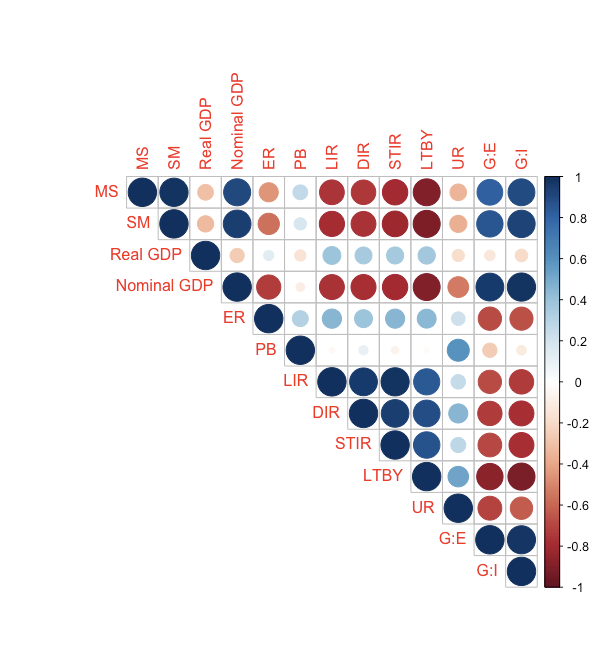 MS
SM
Real GDP
Nominal GDP
ER
PB
LIR
DIR
STIR
LTBY
UR
G:E
G:I
MS
SM
Real GDP
Nominal GDP
ER
PB
LIR
DIR
STIR
LTBY
UR
G:E
G:I
1
0.8
0.6
0.4
0.2
0
-0.2
-0.4
-0.6
-0.8
-1